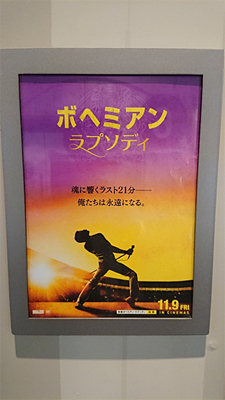 ボヘミアン
ラプソディ
魂に響くラスト21分――
俺たちは永遠になる。
11.9 FRI
IN CINEMAS